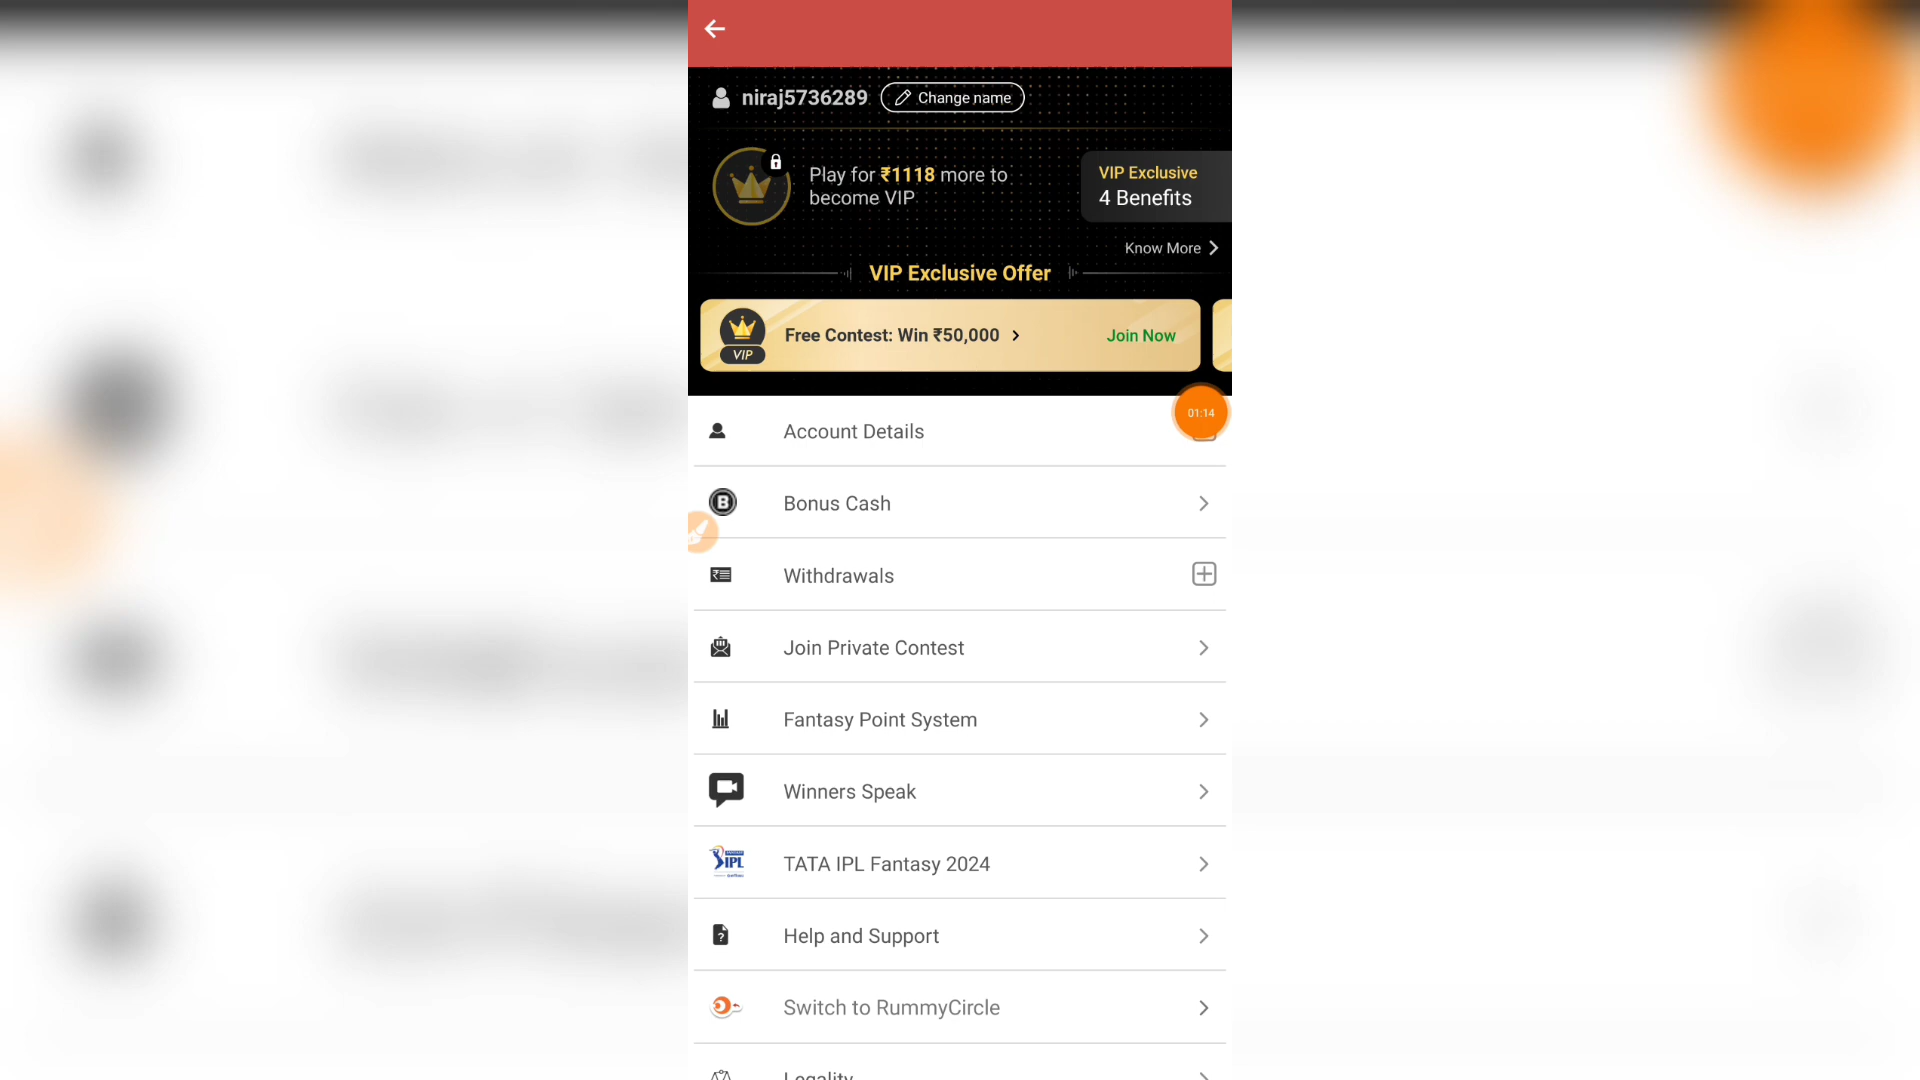 niraj5736289
Change name
Play for ₹1118 more to
become VIP
VIP Exclusive
4 Benefits
Know More
VIP Exclusive Offer
VIP
Free Contest: Win ₹50,000
Join Now
01:14
Account Details
B
Bonus Cash
Withdrawals
Join Private Contest
Fantasy Point System
Winners Speak
IPL
TATA IPL Fantasy 2024
Help and Support
Switch to RummyCircle
Legality